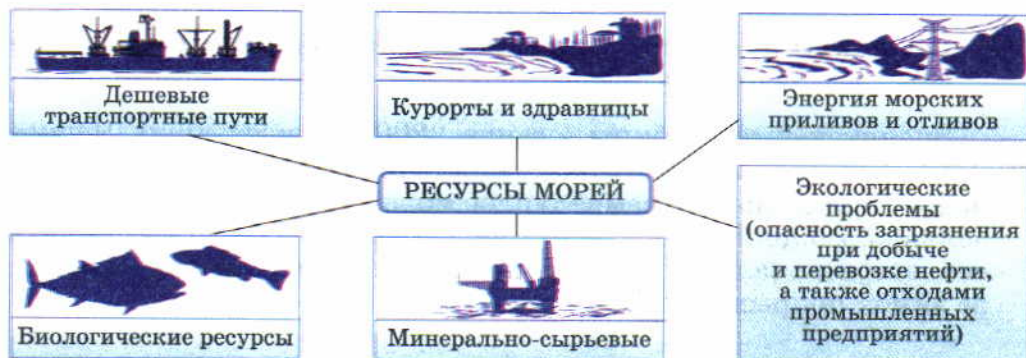 Дешевые
транспортные пути
Курорты и здравницы
Энергия морских
приливов и отливов
РЕСУРСЫ МОРЕЙ
Биологические ресурсы
Минерально-сырьевые
Экологические
проблемы
(опасность загрязнения
при добыче
и перевозке нефти,
а также отходами
промышленных
предприятий)